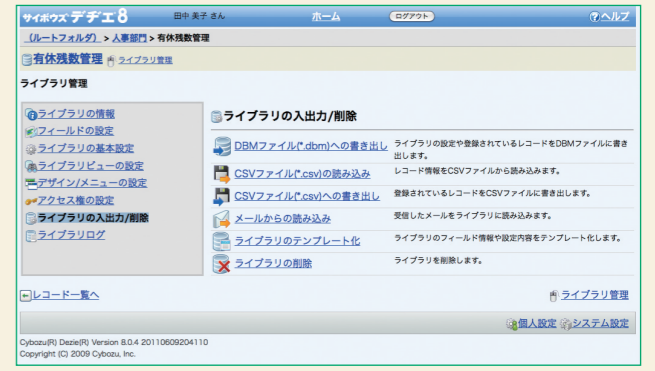 サイボウズ デヂエ8 田中 美子 さん ホーム ログアウト ヘルプ
(ルートフォルダ) > 人事部門 > 有休残数管理
有休残数管理 ライブラリ管理
ライブラリ管理
ライブラリの情報
フィールドの設定
ライブラリの基本設定
ライブラリビューの設定
デザイン/メニューの設定
アクセス権の設定
ライブラリの入出力/削除
ライブラリログ
ライブラリの入出力/削除
DBMファイル(*.dbm)への書き出し ライブラリの設定や登録されているレコードをDBMファイルに書き
出します。
CSVファイル(*.csv)の読み込み レコード情報をCSVファイルから読み込みます。
CSVファイル(*.csv)への書き出し 登録されているレコードをCSVファイルに書き出します。
メールからの読み込み 受信したメールをライブラリに読み込みます。
ライブラリのテンプレート化 ライブラリのフィールド情報や設定内容をテンプレート化します。
ライブラリの削除 ライブラリを削除します。
レコード一覧へ ライブラリ管理
個人設定 システム設定
Cybozu(R) Dezie(R) Version 8.0.4 20110609204110
Copyright (C) 2009 Cybozu, Inc.